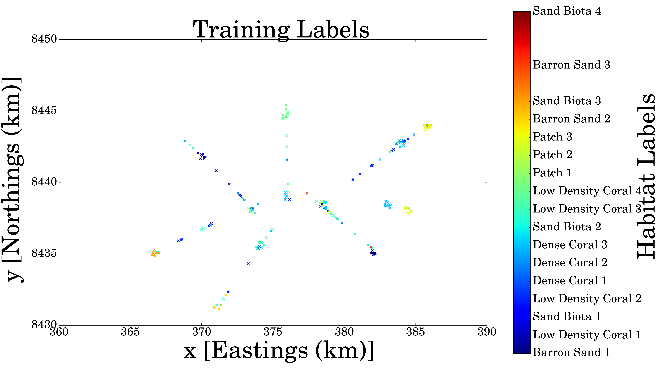 Training Labels
y [Northings (km)]
8450
8445
8440
8435
8430
360
365
370
375
380
385
390
x [Eastings (km)]
Sand Biota 4
Barron Sand 3
Sand Biota 3
Barron Sand 2
Patch 3
Patch 2
Patch 1
Low Density Coral 4
Low Density Coral 3
Sand Biota 2
Dense Coral 3
Dense Coral 2
Dense Coral 1
Low Density Coral 2
Sand Biota 1
Low Density Coral 1
Barron Sand 1
Habitat Labels